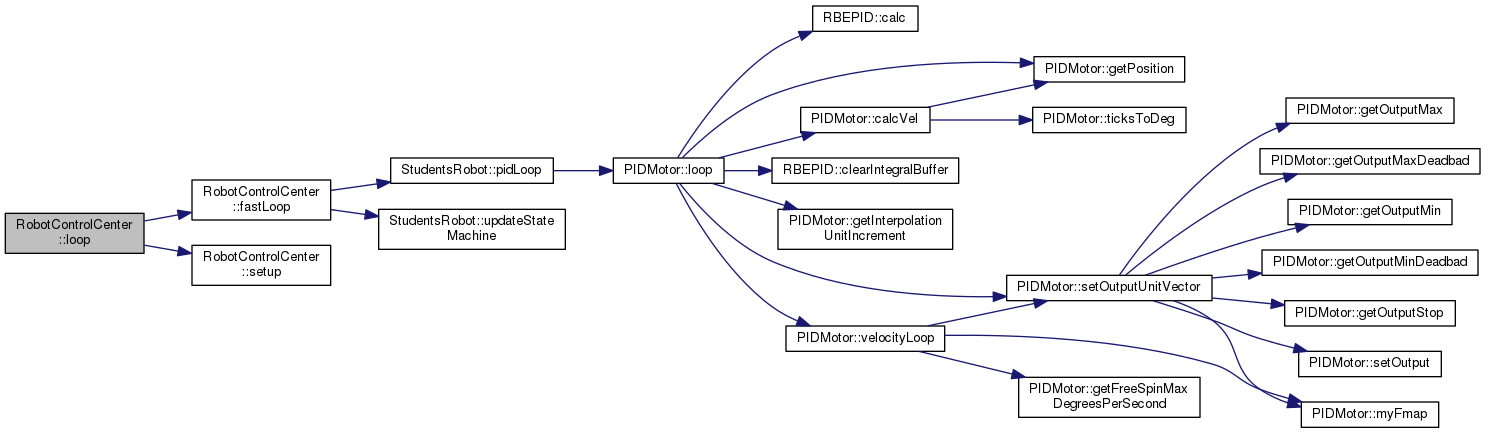 RobotControlCenter
::loop
RobotControlCenter
::fastLoop
RobotControlCenter
::setup
StudentsRobot::pidLoop
StudentsRobot::updateState
Machine
PIDMotor::loop
RBEPID::calc
PIDMotor::getPosition
PIDMotor::calcVel
PIDMotor::ticksToDeg
RBEPID::clearIntegralBuffer
PIDMotor::getInterpolation
UnitIncrement
PIDMotor::setOutputUnitVector
PIDMotor::velocityLoop
PIDMotor::getFreeSpinMax
DegreesPerSecond
PIDMotor::getOutputMax
PIDMotor::getOutputMaxDeadbad
PIDMotor::getOutputMin
PIDMotor::getOutputMinDeadbad
PIDMotor::getOutputStop
PIDMotor::setOutput
PIDMotor::myFmap